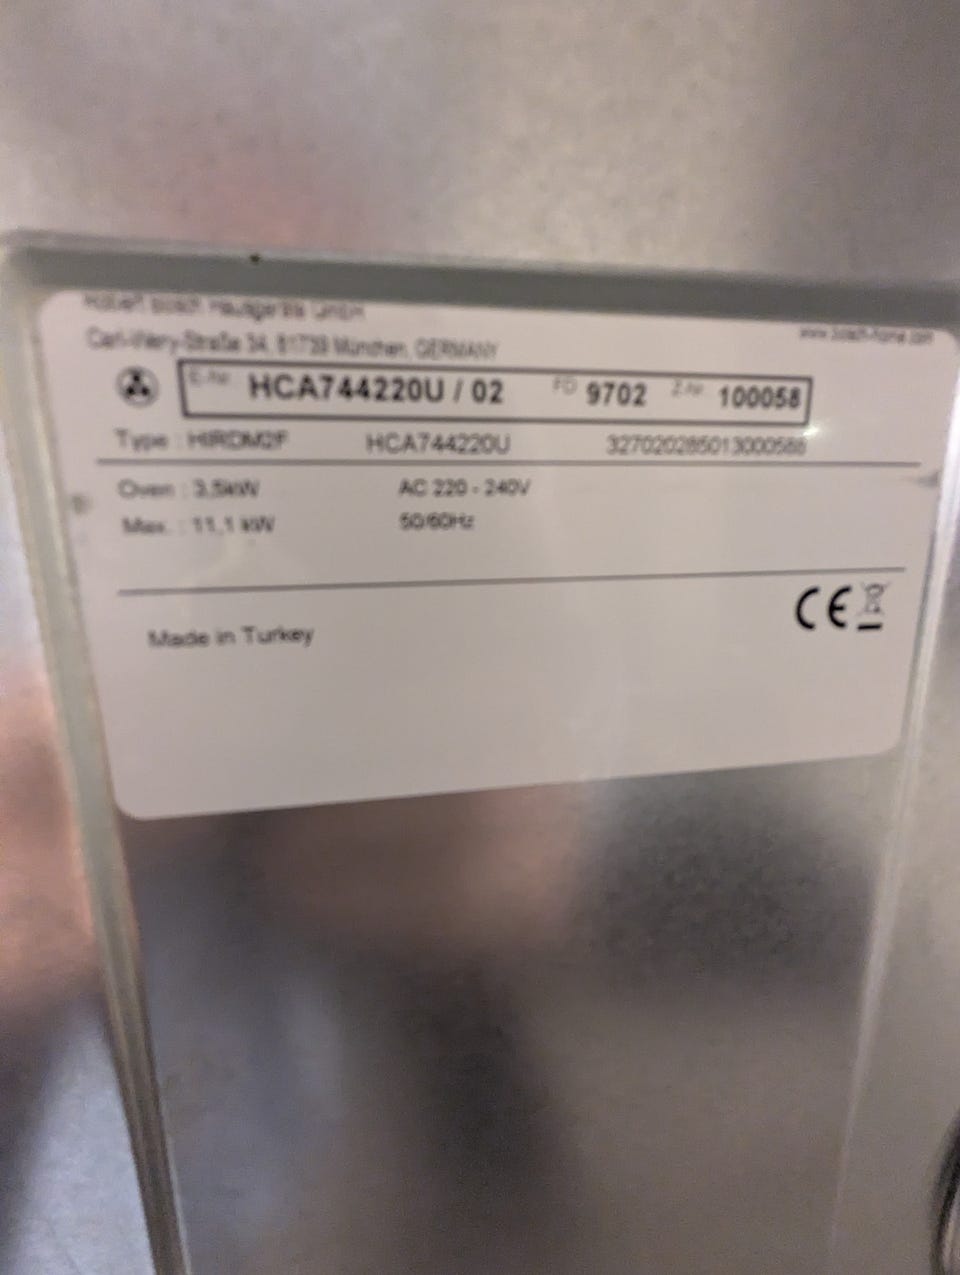 Robert Bosch Hausgeräte GmbH
www.bosch-home.com
Carl-Wery-Straße 34, 81739 München, GERMANY
E-Nr. HCA744220U / 02 FD 9702 Z-Nr. 100058
Type : HIRDM2F HCA744220U 327020285013000588
Oven : 3,5kW AC 220 - 240V
Max. : 11,1 kW 50/60Hz
CE
Made in Turkey